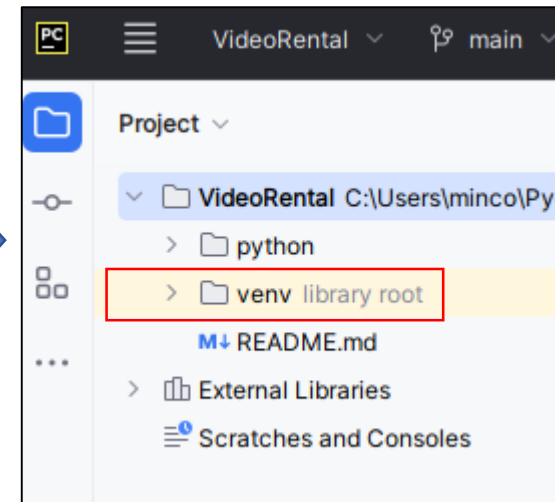 PC VideoRental main
Project
VideoRental C:\Users\minco\Py
python
venv library root
M↓ README.md
External Libraries
Scratches and Consoles